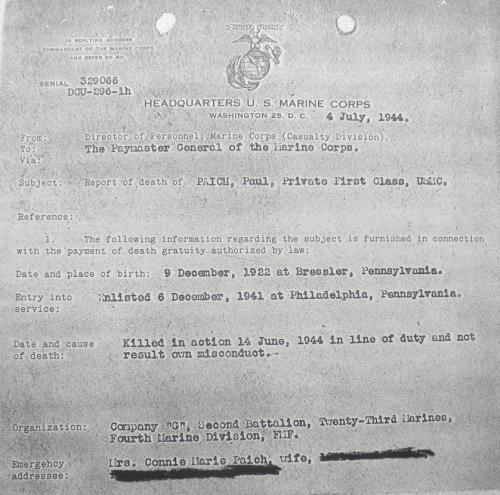 SEMPER FIDELIS
IN REPLYING ADDRESS
COMMANDANT OF THE MARINE CORPS
AND REFER TO NO.
SERIAL 329066
DGU-296-lh
HEADQUARTERS U. S. MARINE CORPS
WASHINGTON 25, D. C. 4 July, 1944.
From: Director of Personnel, Marine Corps (Casualty Division).
To: The Paymaster General of the Marine Corps.
Via:
Subject: Report of death of PAICH, Paul, Private First Class, USMC.
Reference:
1. The following information regarding the subject is furnished in connection
with the payment of death gratuity authorized by law:
Date and place of birth: 9 December, 1922 at Bressler, Pennsylvania.
Entry into Enlisted 6 December, 1941 at Philadelphia, Pennsylvania.
service:
Date and cause Killed in action 14 June, 1944 in line of duty and not
of death: result own misconduct.-
Organization: Company "G", Second Battalion, Twenty-Third Marines,
Fourth Marine Division, FMF.
Emergency Mrs. Connie Marie Paich, wife,
addressee: